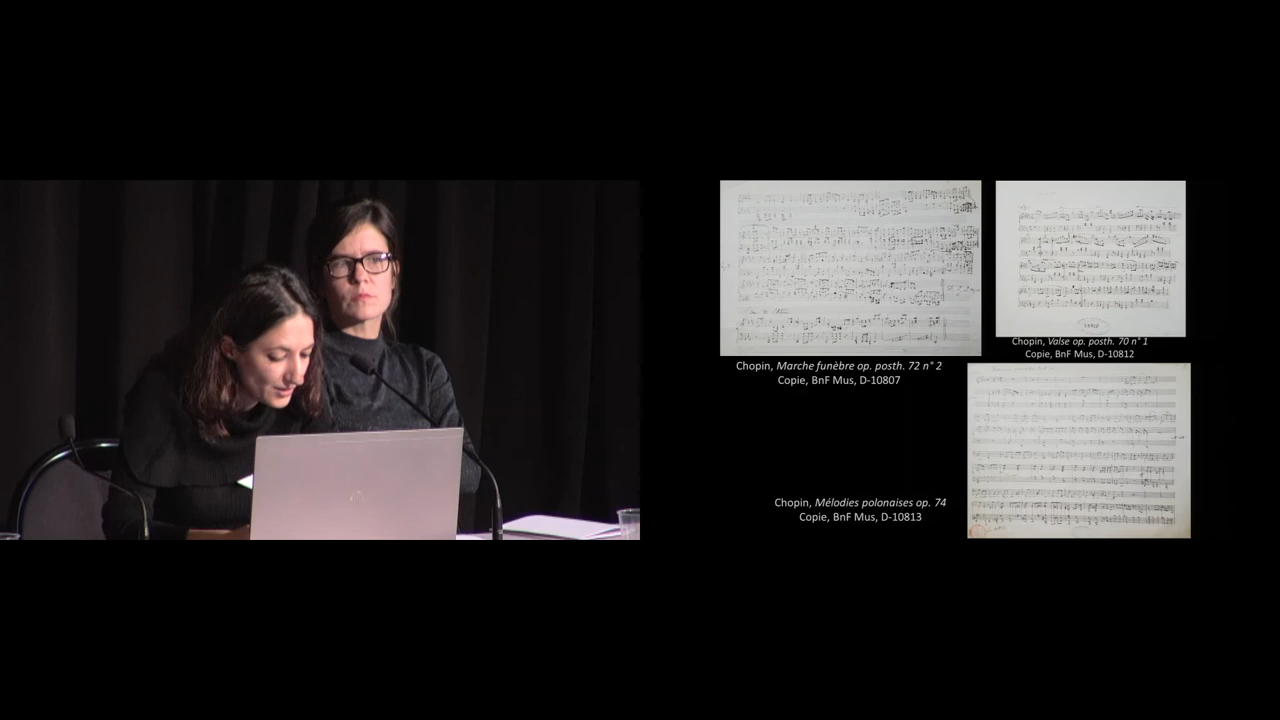 Chopin, Marche funèbre op. posth. 72 n° 2
Copie, BnF Mus, D-10807
Chopin, Valse op. posth. 70 n° 1
Copie, BnF Mus, D-10812
Chopin, Mélodies polonaises op. 74
Copie, BnF Mus, D-10813